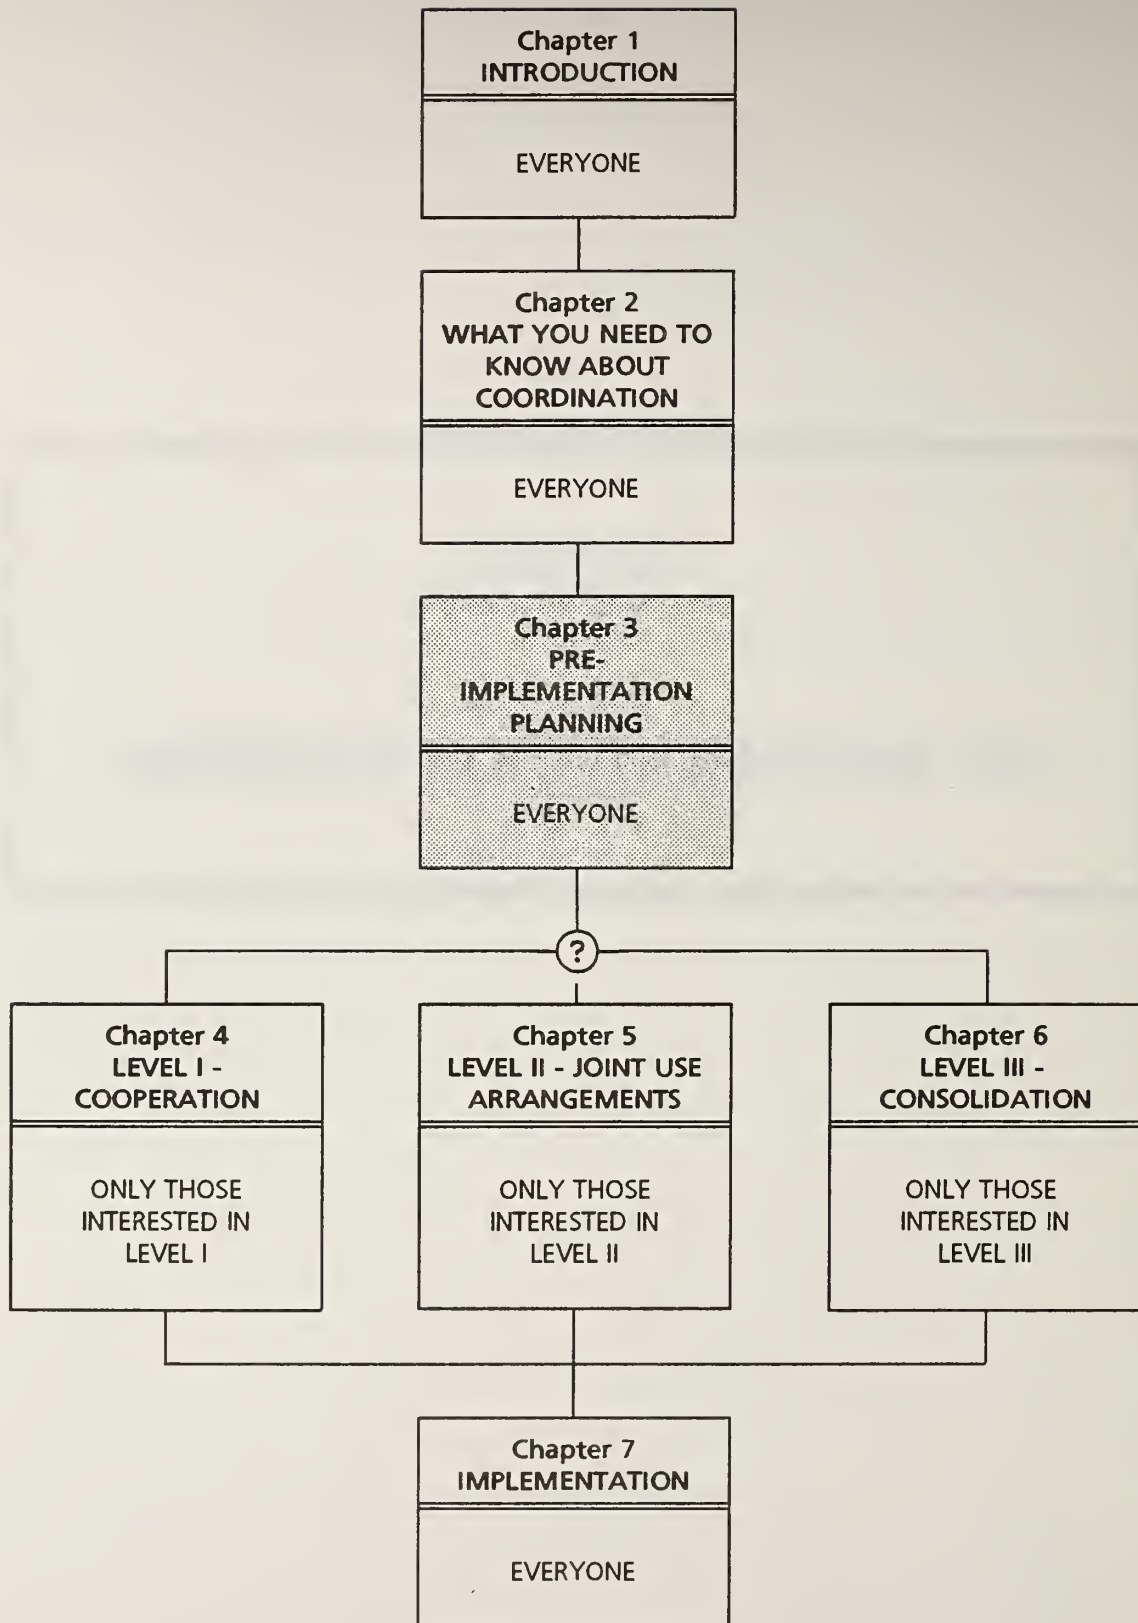 Chapter 1
INTRODUCTION
EVERYONE
Chapter 2
WHAT YOU NEED TO
KNOW ABOUT
COORDINATION
EVERYONE
Chapter 3
PRE-
IMPLEMENTATION
PLANNING
EVERYONE
?
Chapter 4
LEVEL I -
COOPERATION
ONLY THOSE
INTERESTED IN
LEVEL I
Chapter 5
LEVEL II - JOINT USE
ARRANGEMENTS
ONLY THOSE
INTERESTED IN
LEVEL II
Chapter 6
LEVEL III -
CONSOLIDATION
ONLY THOSE
INTERESTED IN
LEVEL III
Chapter 7
IMPLEMENTATION
EVERYONE